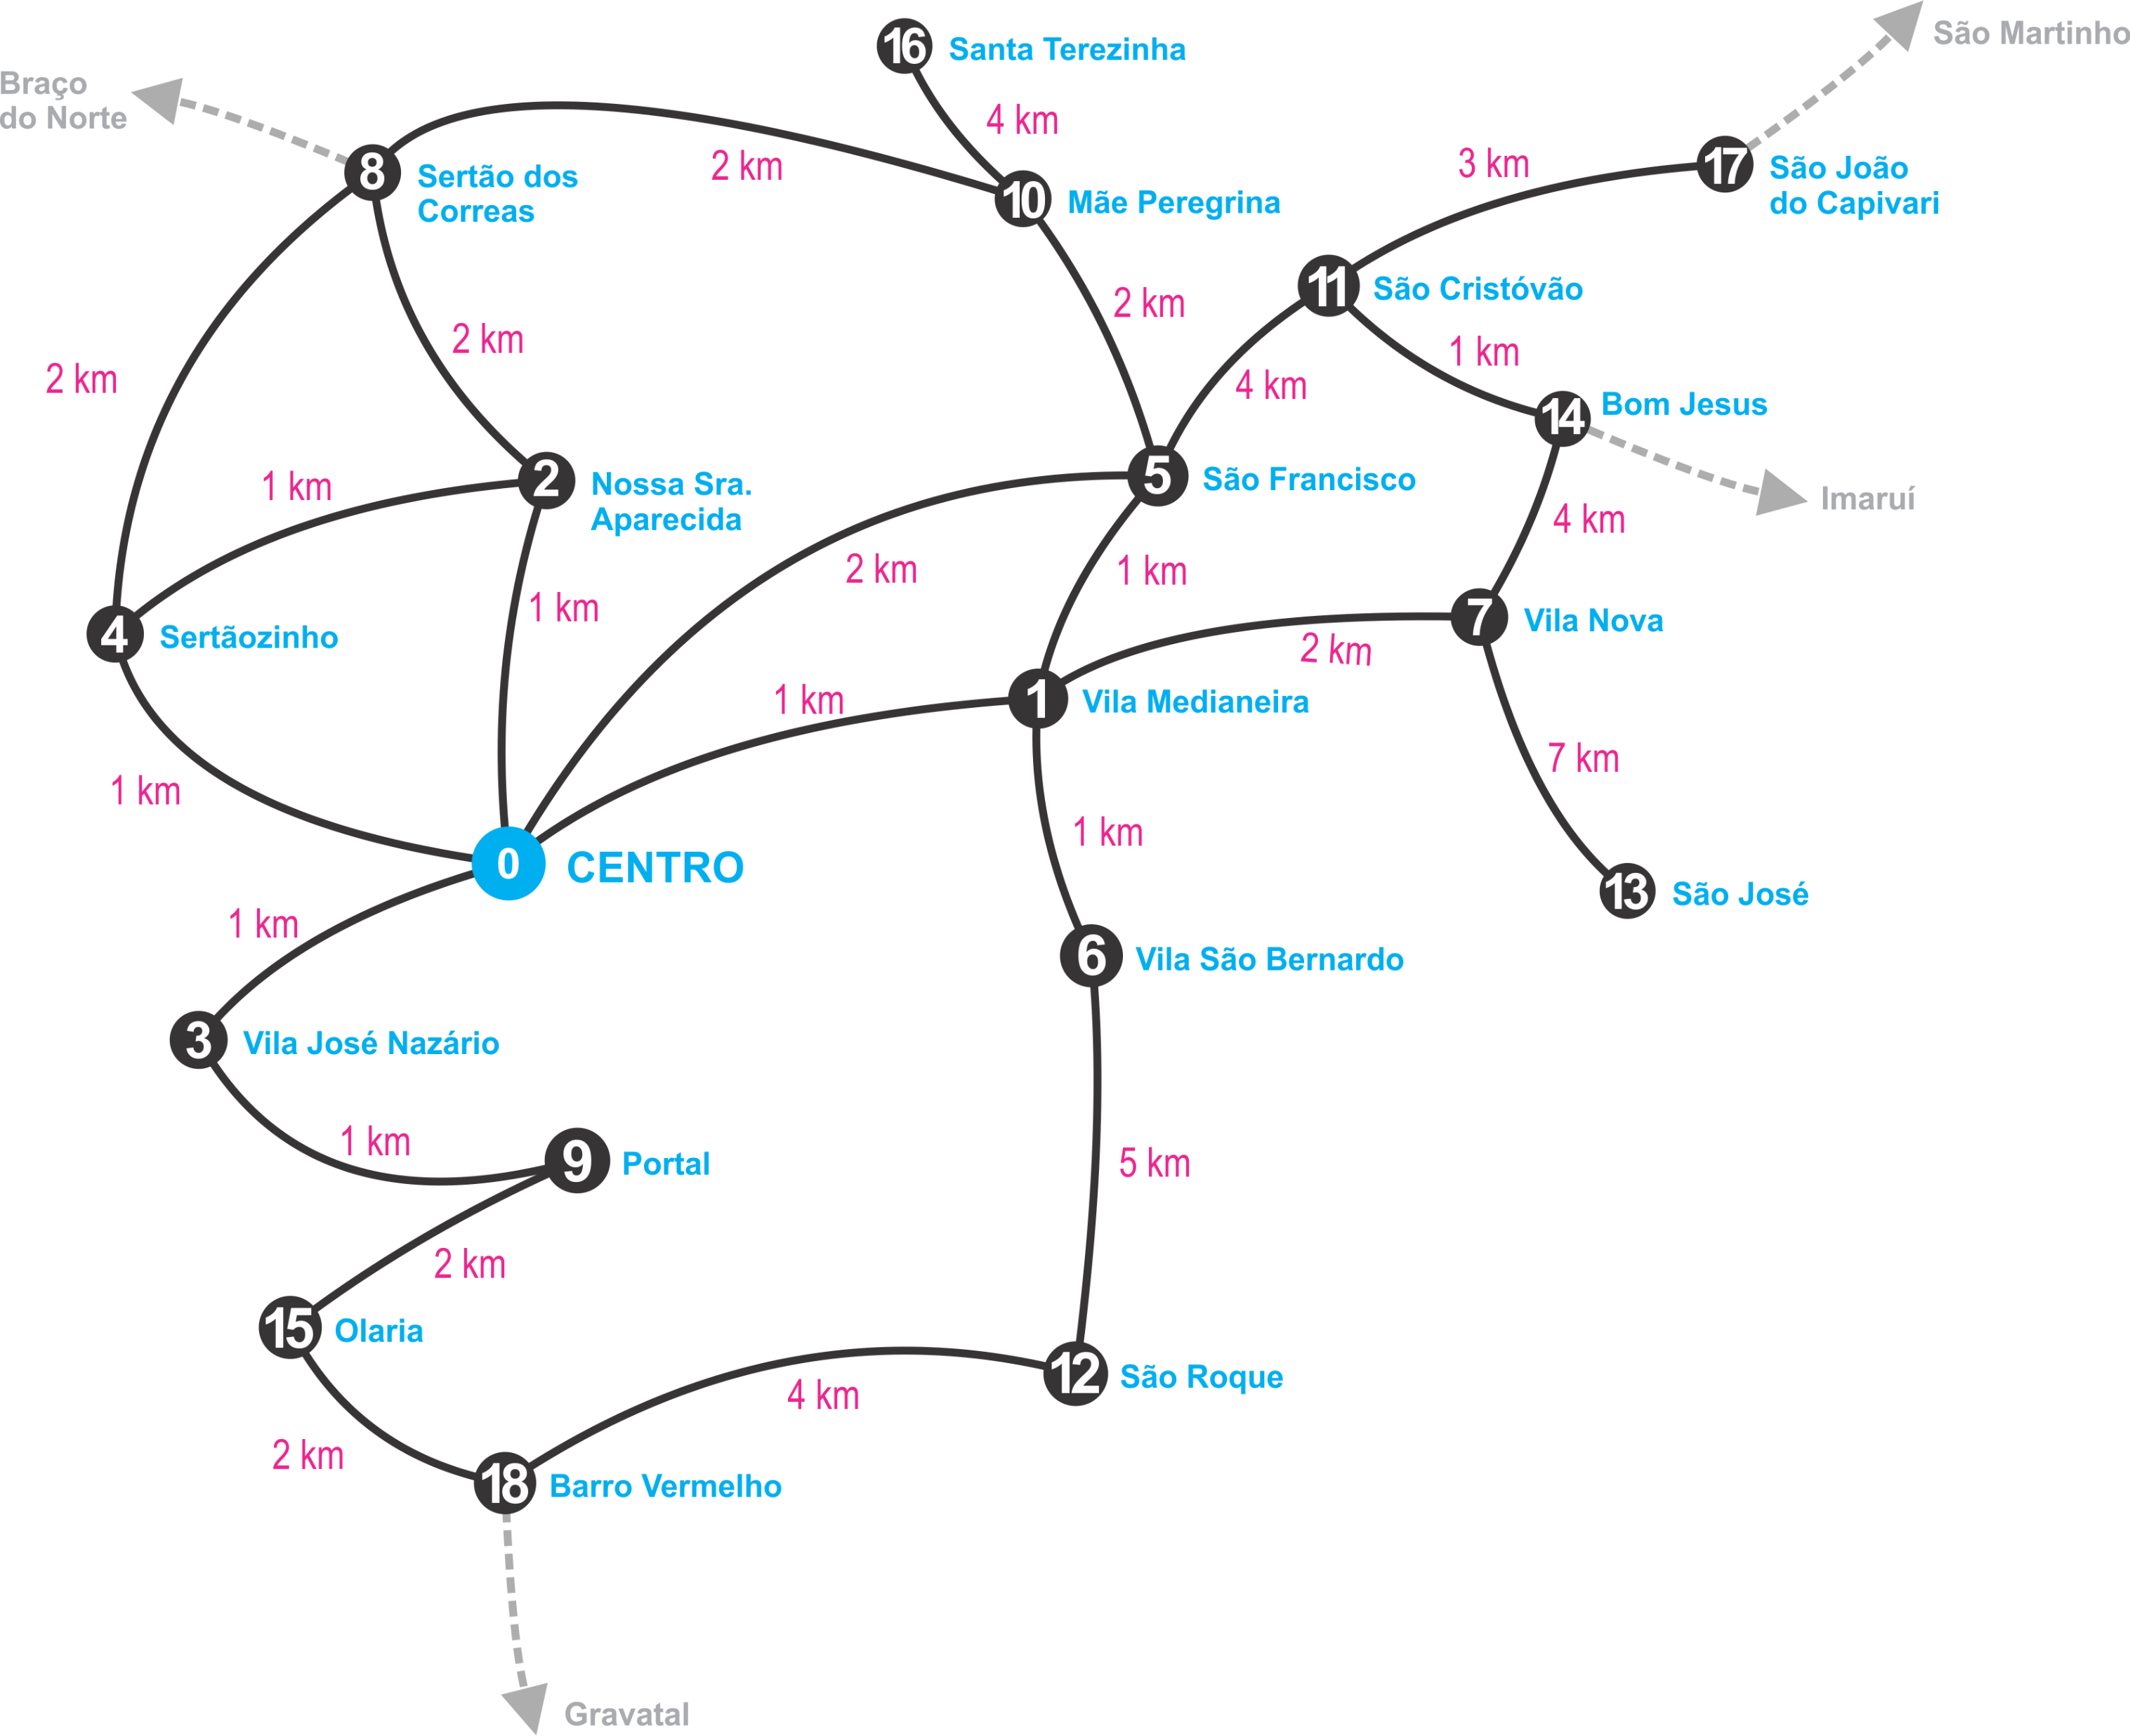 16
Santa Terezinha
São Martinho
Braço
do Norte
4 km
8
Sertão dos
Correas
2 km
10
Mãe Peregrina
3 km
17
São João
do Capivari
11
São Cristóvão
2 km
2 km
2 km
4 km
1 km
14
Bom Jesus
Imaruí
1 km
2
Nossa Sra.
Aparecida
5
São Francisco
4 km
2 km
1 km
1 km
4
Sertãozinho
7
Vila Nova
2 km
1 km
1
Vila Medianeira
1 km
7 km
1 km
0
CENTRO
13
São José
1 km
6
Vila São Bernardo
3
Vila José Nazário
1 km
9
Portal
5 km
2 km
15
Olaria
12
São Roque
4 km
2 km
18
Barro Vermelho
Gravatal